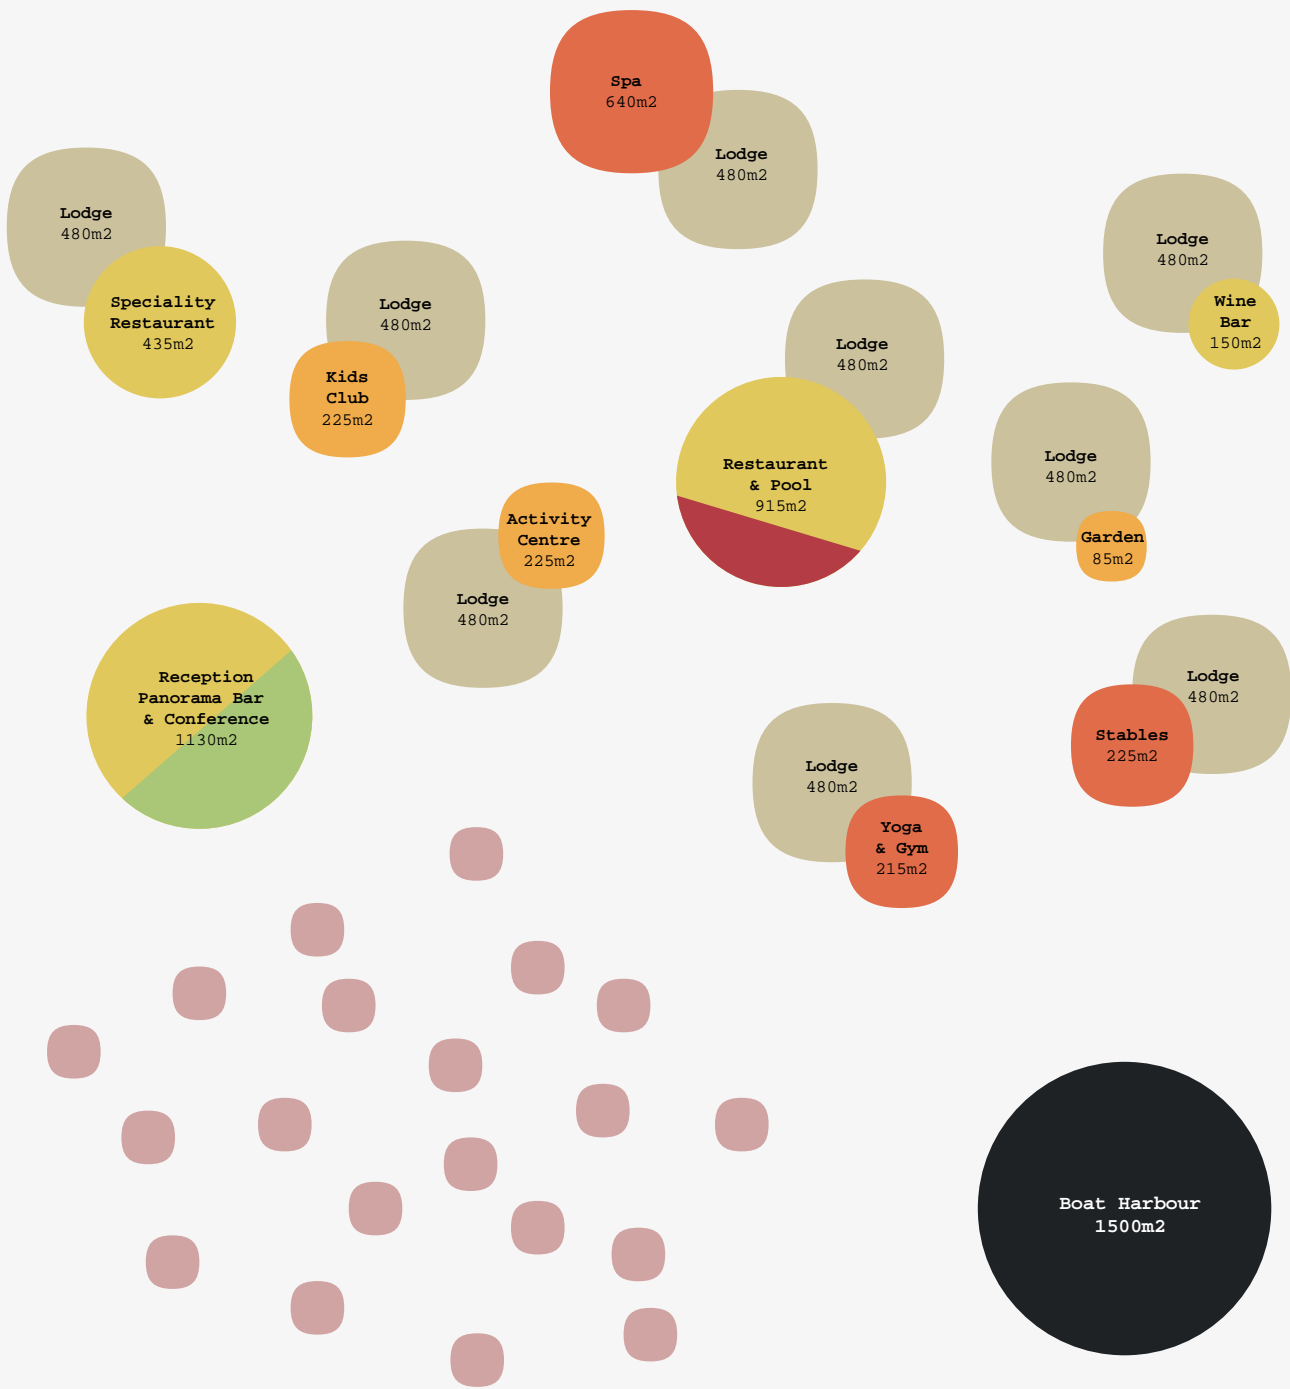 Spa
640m2
Lodge
480m2
Lodge
480m2
Speciality
Restaurant
435m2
Lodge
480m2
Kids
Club
225m2
Lodge
480m2
Wine
Bar
150m2
Lodge
480m2
Restaurant
& Pool
915m2
Lodge
480m2
Garden
85m2
Activity
Centre
225m2
Lodge
480m2
Reception
Panorama Bar
& Conference
1130m2
Lodge
480m2
Stables
225m2
Lodge
480m2
Yoga
& Gym
215m2
Boat Harbour
1500m2